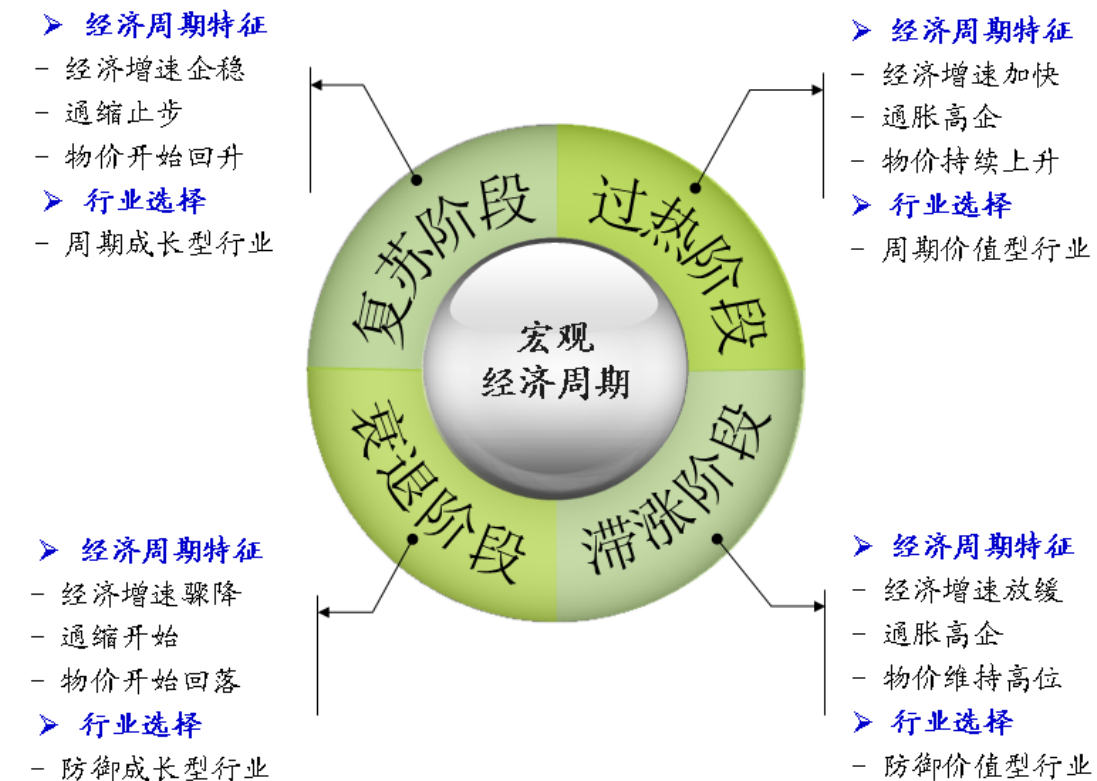 ➢ 经济周期特征
- 经济增速企稳
- 通缩止步
- 物价开始回升
➢ 行业选择
- 周期成长型行业
➢ 经济周期特征
- 经济增速加快
- 通胀高企
- 物价持续上升
➢ 行业选择
- 周期价值型行业
复苏阶段
过热阶段
宏观
经济周期
衰退阶段
滞涨阶段
➢ 经济周期特征
- 经济增速骤降
- 通缩开始
- 物价开始回落
➢ 行业选择
- 防御成长型行业
➢ 经济周期特征
- 经济增速放缓
- 通胀高企
- 物价维持高位
➢ 行业选择
- 防御价值型行业